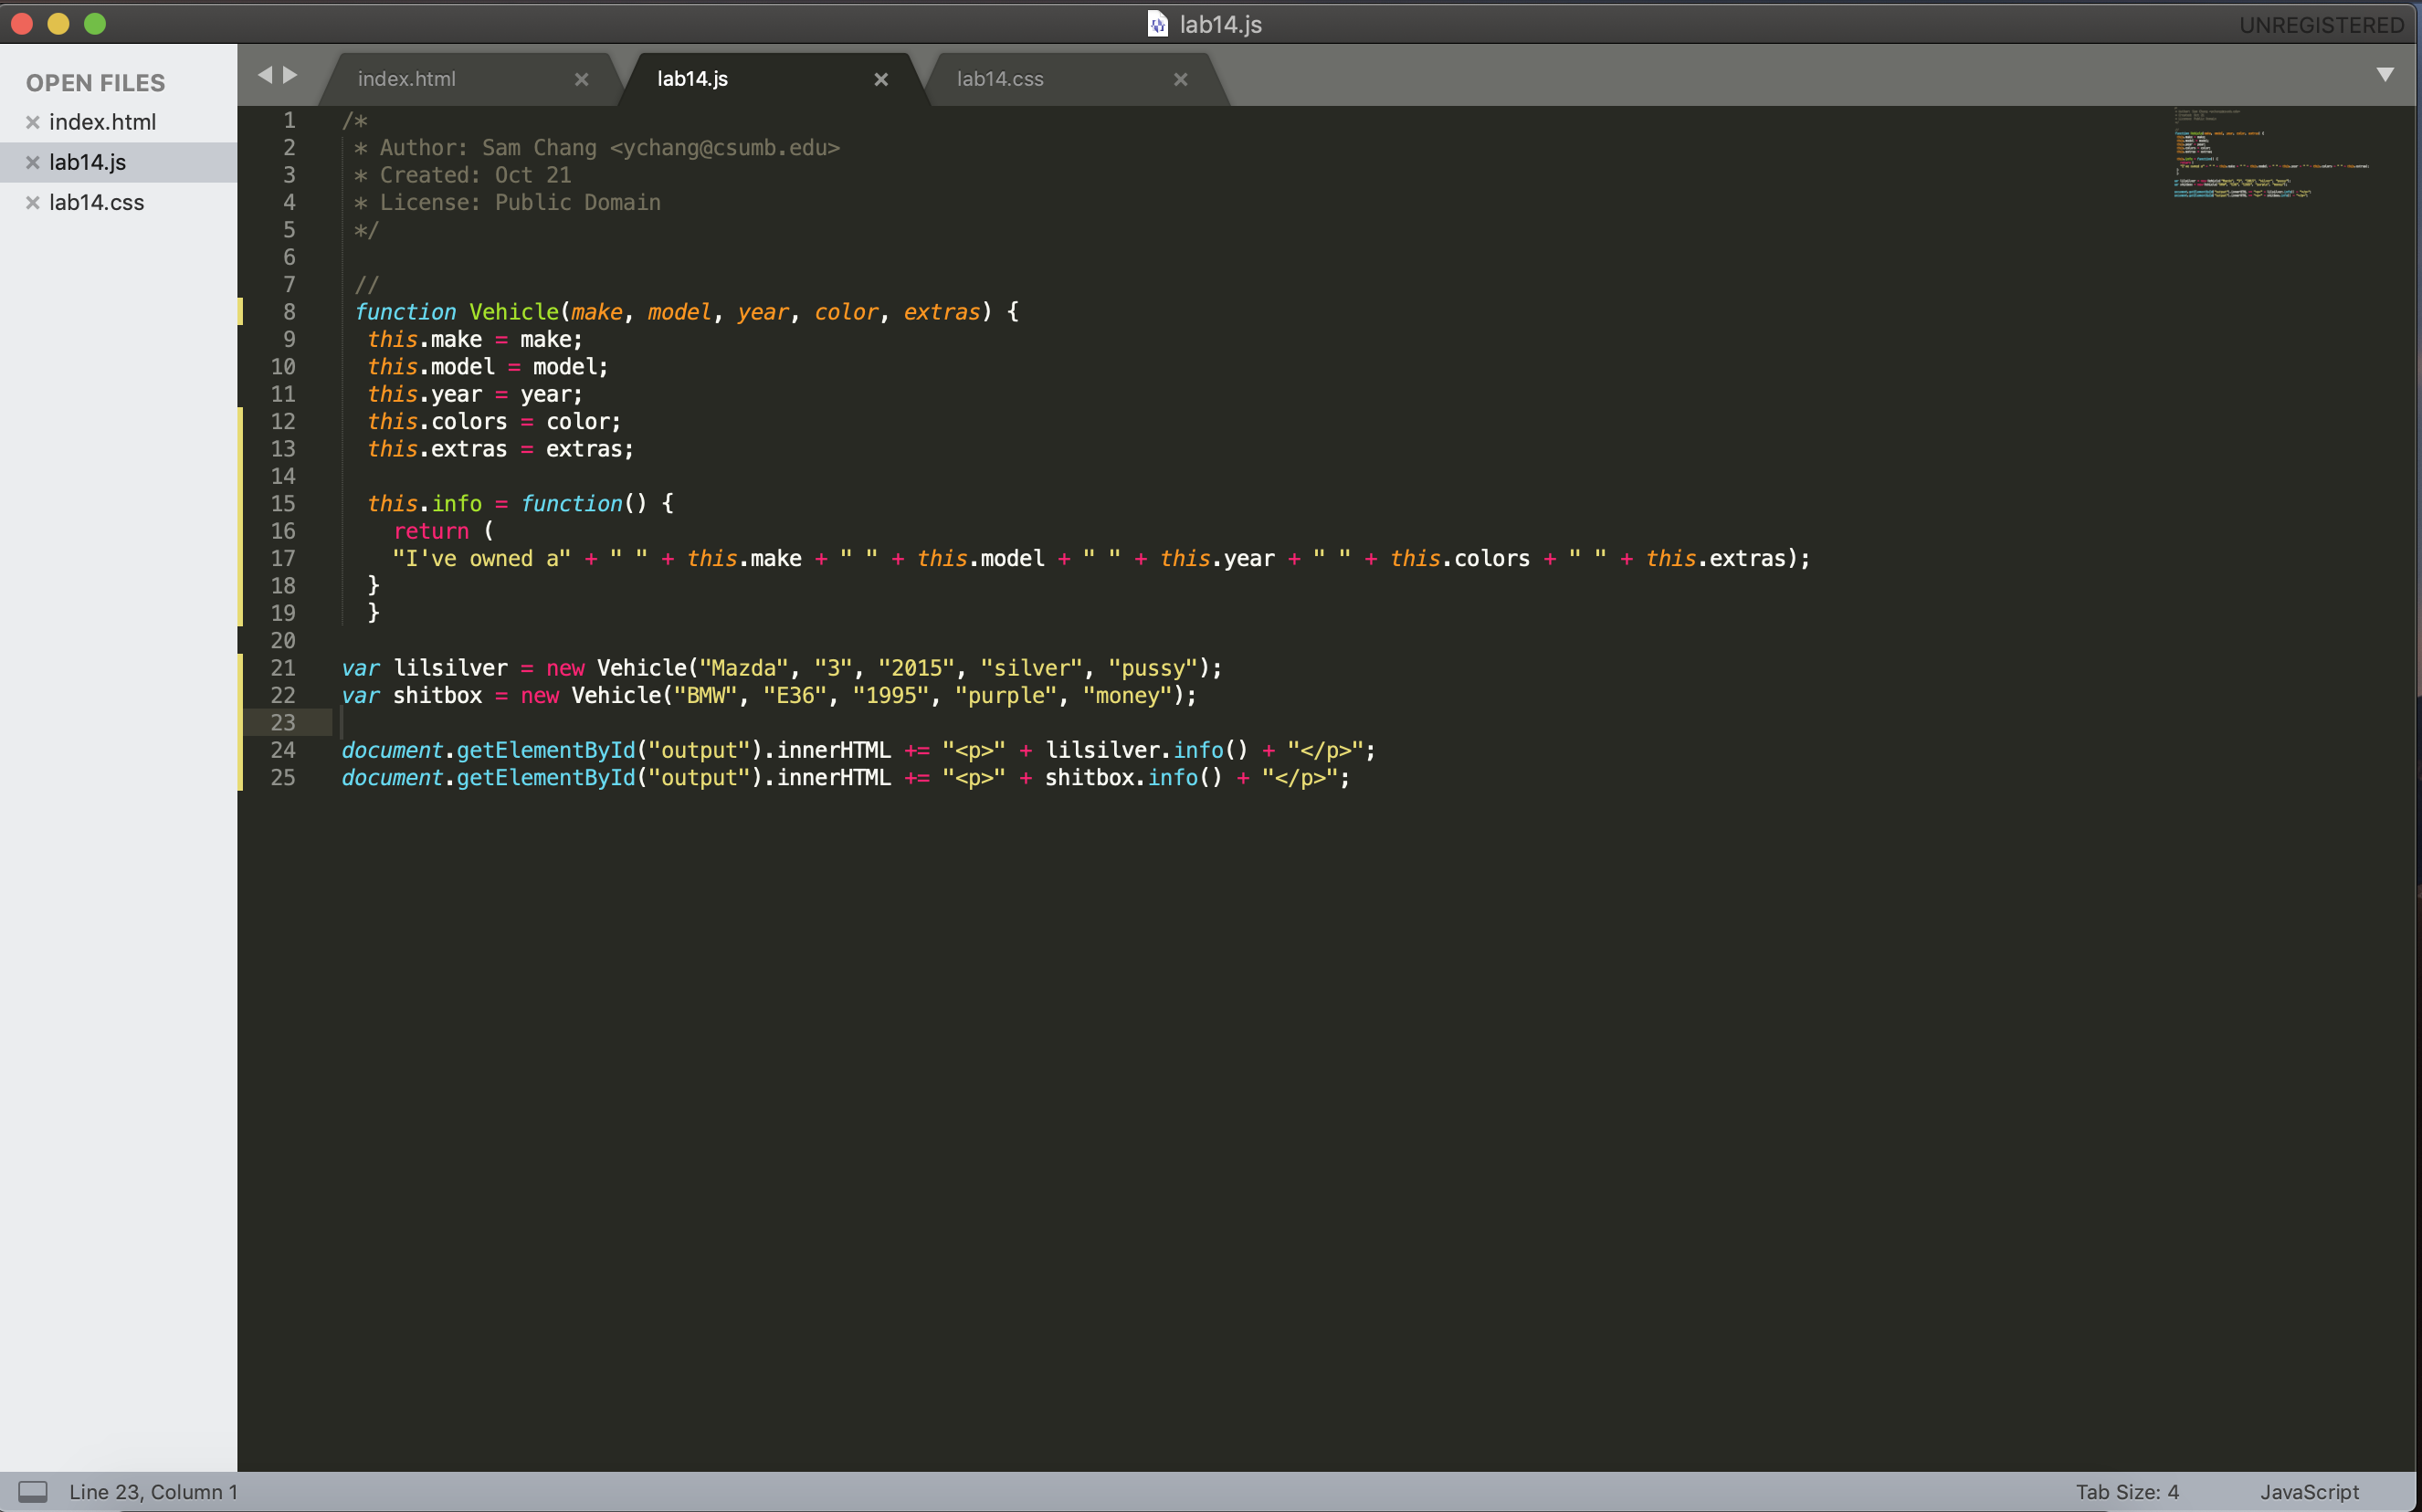 lab14.js
UNREGISTERED
OPEN FILES
index.html
lab14.js
lab14.css
index.html
lab14.js
lab14.css
1 /*
2 * Author: Sam Chang <ychang@csumb.edu>
3 * Created: Oct 21
4 * License: Public Domain
5 */
6
7 //
8 function Vehicle(make, model, year, color, extras) {
9 this.make = make;
10 this.model = model;
11 this.year = year;
12 this.colors = color;
13 this.extras = extras;
14
15 this.info = function() {
16 return (
17 "I've owned a" + " " + this.make + " " + this.model + " " + this.year + " " + this.colors + " " + this.extras);
18 }
19 }
20
21 var lilsilver = new Vehicle("Mazda", "3", "2015", "silver", "pussy");
22 var shitbox = new Vehicle("BMW", "E36", "1995", "purple", "money");
23
24 document.getElementById("output").innerHTML += "<p>" + lilsilver.info() + "</p>";
25 document.getElementById("output").innerHTML += "<p>" + shitbox.info() + "</p>";
Line 23, Column 1
Tab Size: 4
JavaScript